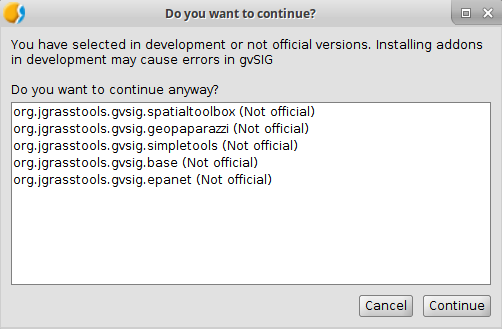 Do you want to continue?
You have selected in development or not official versions. Installing addons
in development may cause errors in gvSIG
Do you want to continue anyway?
org.jgrasstools.gvsig.spatialtoolbox (Not official)
org.jgrasstools.gvsig.geopaparazzi (Not official)
org.jgrasstools.gvsig.simpletools (Not official)
org.jgrasstools.gvsig.base (Not official)
org.jgrasstools.gvsig.epanet (Not official)
Cancel Continue